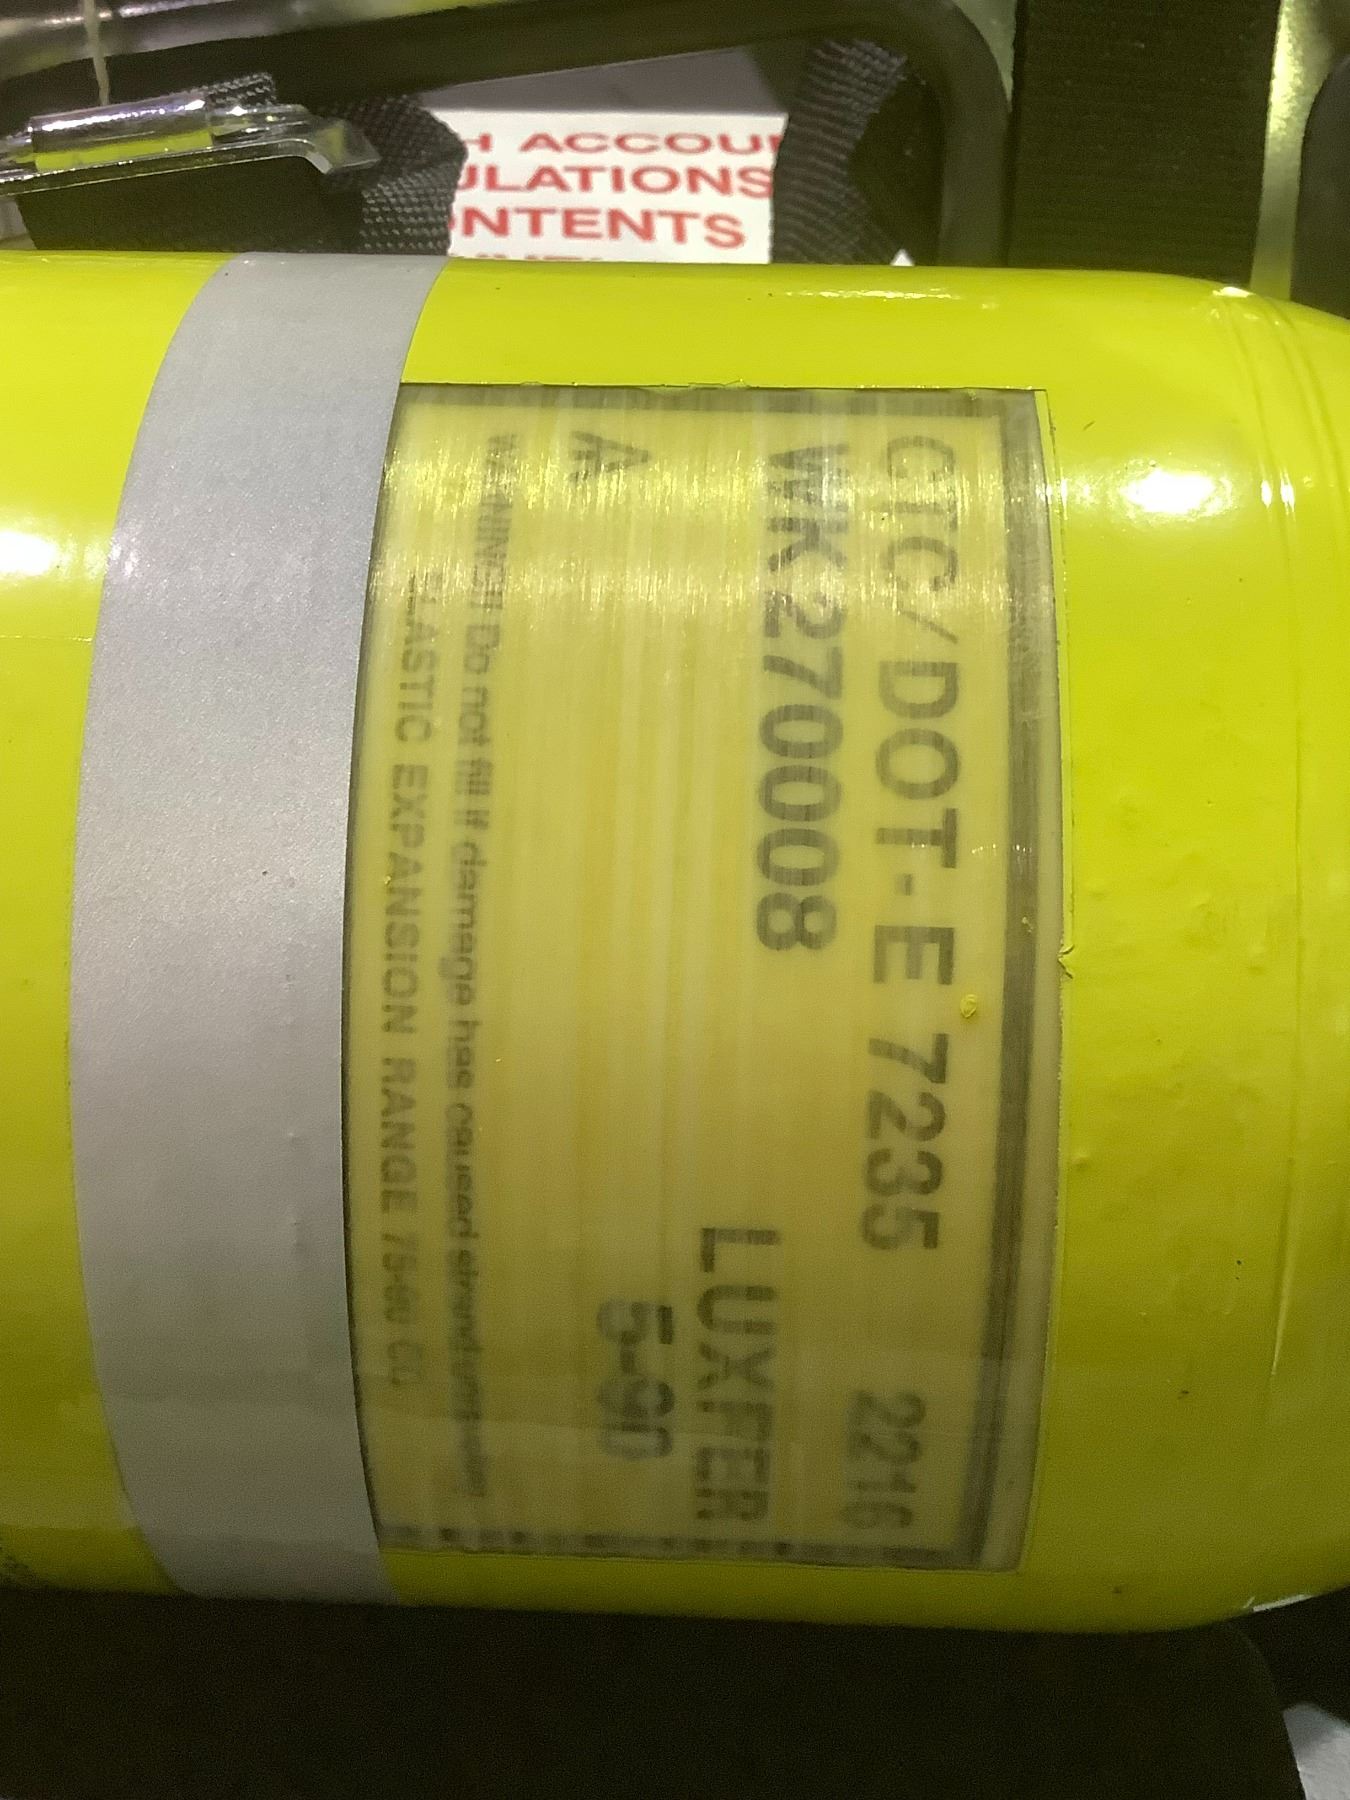 H ACCOU
ULATIONS
ONTENTS
CTC/DOT-E 7235 2216
WK270008
LUXFER
A 5-90
WARNING! Do not fill if damage has caused
ELASTIC EXPANSION RANGE